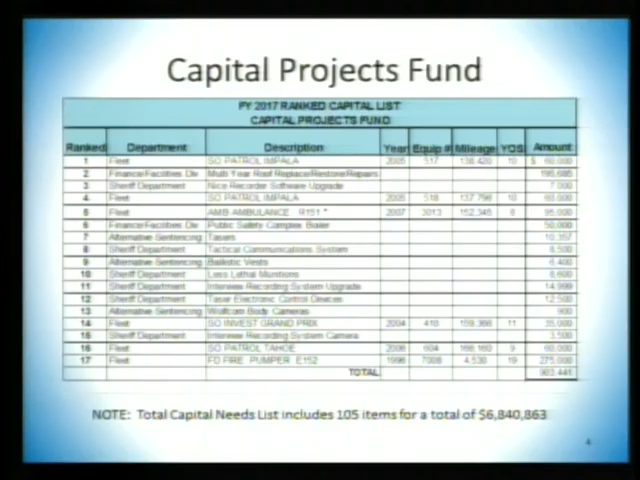 Capital Projects Fund
FY 2017 RANKED CAPITAL LIST
CAPITAL PROJECTS FUND
Ranked Department Description Year Equip # Mileage YOS Amount
1 Fleet SO PATROL IMPALA 2005 517 138,420 10 $ 60,000
2 Finance/Facilities Div Multi Year Roof Replace/Restore/Repairs
3 Sheriff Department Nice Recorder Software Upgrade 7,000
4 Fleet SO PATROL IMPALA 2005 518 137,798 10 60,000
5 Fleet AMB AMBULANCE R151 * 2007 3013 152,345 8 95,000
6 Finance/Facilities Div Public Safety Complex Boiler 50,000
7 Alternative Sentencing Tasers 10,357
8 Sheriff Department Tactical Communications System 8,500
9 Alternative Sentencing Ballistic Vests 6,400
10 Sheriff Department Less Lethal Munitions 8,600
11 Sheriff Department Interview Recording System Upgrade 14,999
12 Sheriff Department Taser Electronic Control Devices 12,500
13 Alternative Sentencing Wolfcom Body Cameras 900
14 Fleet SO INVEST GRAND PRIX 2004 410 159,366 11 35,000
15 Sheriff Department Interview Recording System Camera 3,500
16 Fleet SO PATROL TAHOE 2006 604 166,160 9
17 Fleet FD FIRE PUMPER E152 1996 7008 4,530 19 275,000
TOTAL 983,441
NOTE: Total Capital Needs List includes 105 items for a total of $6,840,863
4